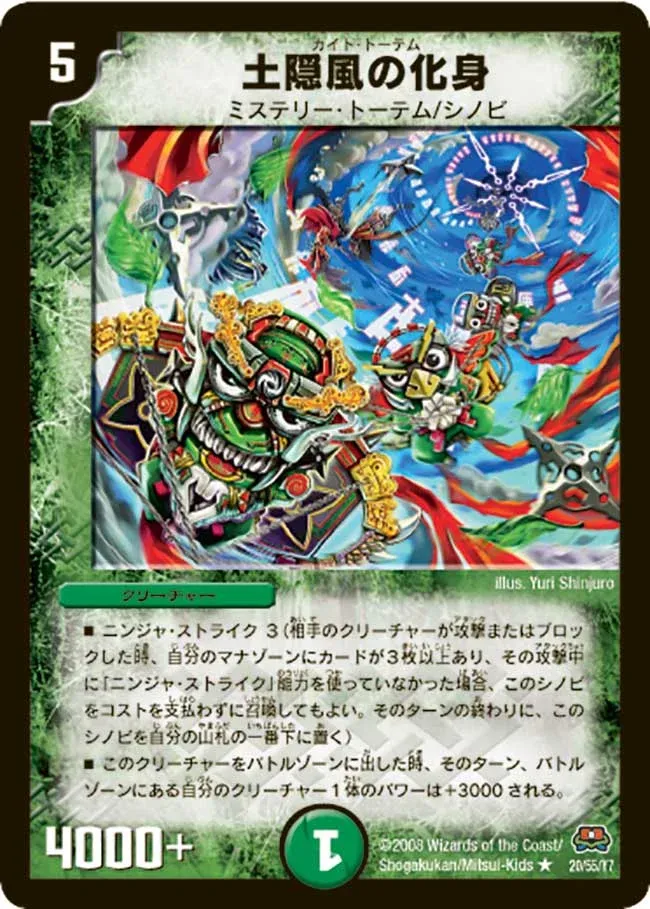 5
カイト・トーテム
土隠風の化身
ミステリー・トーテム/シノビ
illus. Yuri Shinjuro
クリーチャー
■ ニンジャ・ストライク 3(相手のクリーチャーが攻撃またはブロッ
クした時、自分のマナゾーンにカードが3枚以上あり、その攻撃中
に「ニンジャ・ストライク」能力を使っていなかった場合、このシノビ
をコストを支払わずに召喚してもよい。そのターンの終わりに、この
シノビを自分の山札の一番下に置く)
■ このクリーチャーをバトルゾーンに出した時、そのターン、バトル
ゾーンにある自分のクリーチャー1体のパワーは+3000 される。
4000+
1
©2008 Wizards of the Coast/
Shogakukan/Mitsui-Kids ★ 20/55/Y7